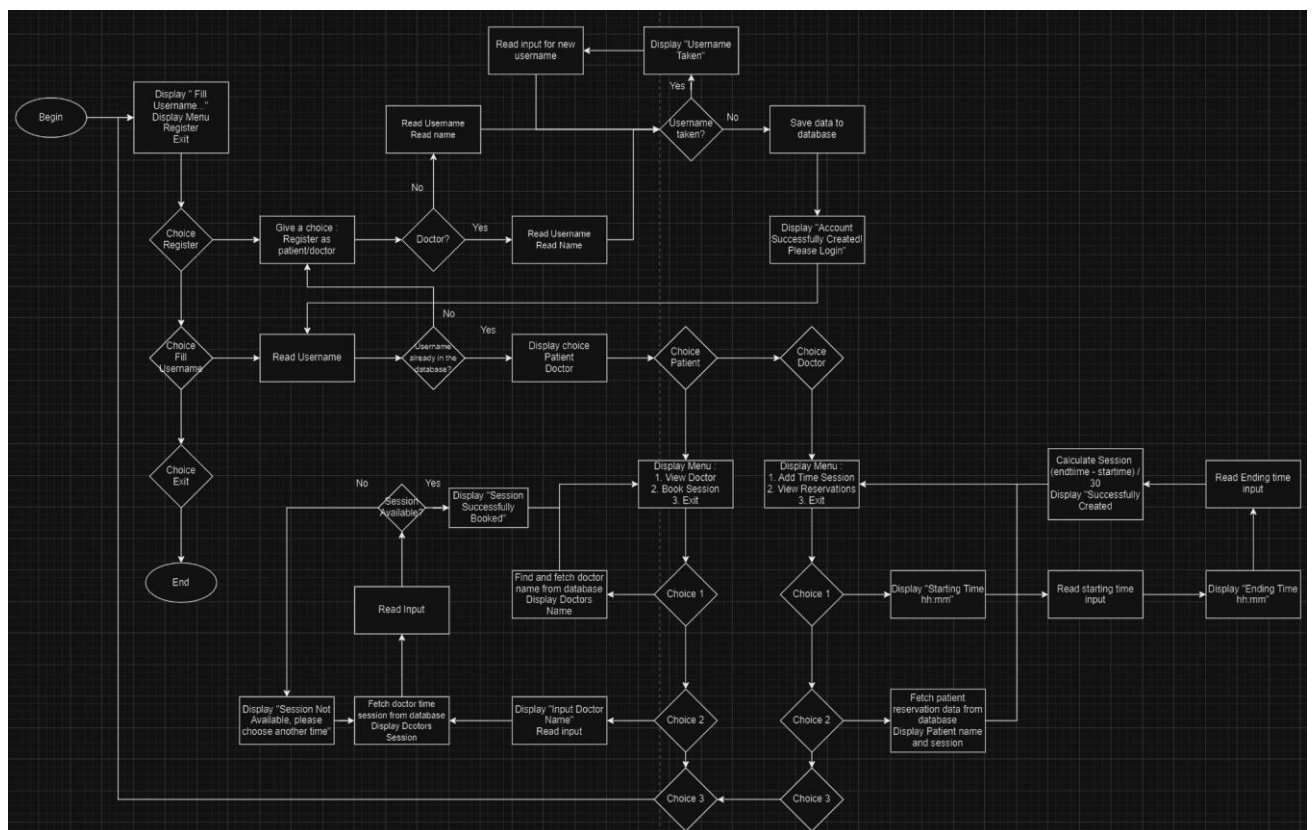 Read input for new
username
Display "Username
Taken"
Yes
Begin
Display " Fill
Username..."
Display Menu
Register
Exit
Read Username
Read name
Username
taken?
No
Save data to
database
No
Choice
Register
Give a choice :
Register as
patient/doctor
Doctor?
Yes
Read Username
Read Name
Display "Account
Successfully Created!
Please Login"
No
Choice
Fill
Username
Read Username
Username
already in the
database?
Yes
Display choice
Patient
Doctor
Choice
Patient
Choice
Doctor
Choice
Exit
No
Yes
Session
Available?
Display "Session
Successfully
Booked"
Display Menu :
1. View Doctor
2. Book Session
3. Exit
Display Menu :
1. Add Time Session
2. View Reservations
3. Exit
Calculate Session
(endtiime - startime) /
30
Display "Successfully
Created
Read Ending time
input
End
Read Input
Find and fetch doctor
name from database
Display Doctors
Name
Choice 1
Choice 1
Display "Starting Time
hh:mm"
Read starting time
input
Display "Ending Time
hh:mm"
Display "Session Not
Available, please
choose another time"
Fetch doctor time
session from database
Display Doctors
Session
Display "Input Doctor
Name"
Read input
Choice 2
Choice 2
Fetch patient
reservation data from
database
Display Patient name
and session
Choice 3
Choice 3